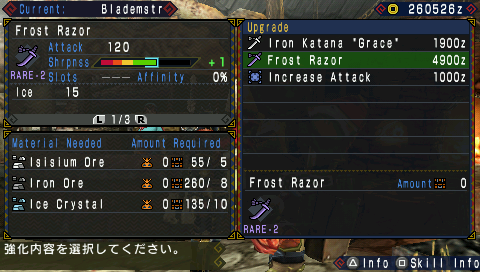 Current: Blademstr
260526z
Frost Razor
Attack 120
Shrpnss +1
RARE-2 Slots --- Affinity 0%
Ice 15
L 1/3 R
Material Needed Amount Required
Isisium Ore 0 55/ 5
Iron Ore 0 260/ 8
Ice Crystal 0 135/10
Upgrade
Iron Katana "Grace" 1900z
Frost Razor 4900z
Increase Attack 1000z
Frost Razor Amount 0
RARE-2
強化内容を選択してください。
Info Skill Info